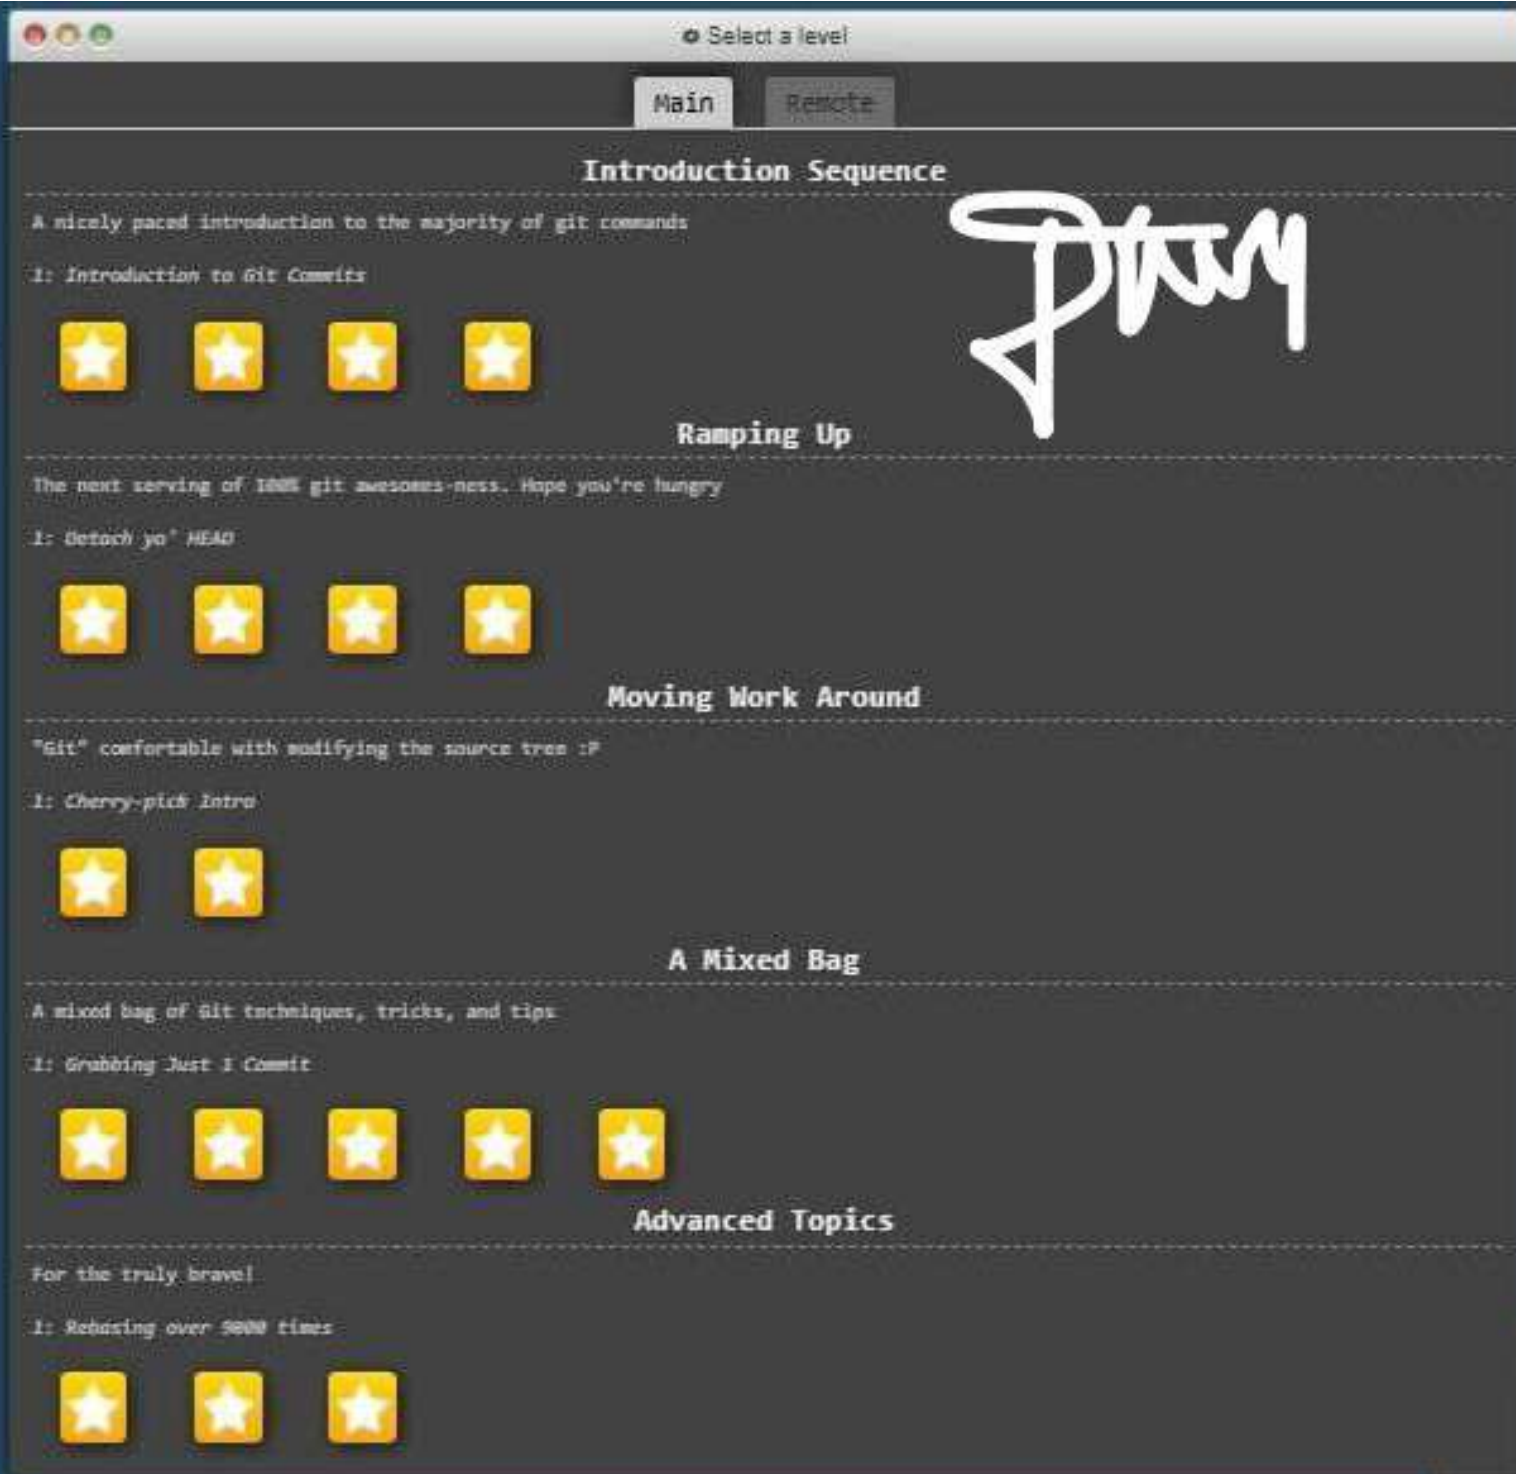 Select a level
Main Remote
Introduction Sequence
A nicely paced introduction to the majority of git commands
1: Introduction to Git Commits
Ramping Up
The next serving of 100% git awesomes-ness. Hope you're hungry
1: Detach yo' HEAD
Moving Work Around
"Git" comfortable with modifying the source tree :P
1: Cherry-pick Intro
A Mixed Bag
A mixed bag of Git techniques, tricks, and tips
1: Grabbing Just 1 Commit
Advanced Topics
For the truly brave!
1: Rebasing over 9000 times